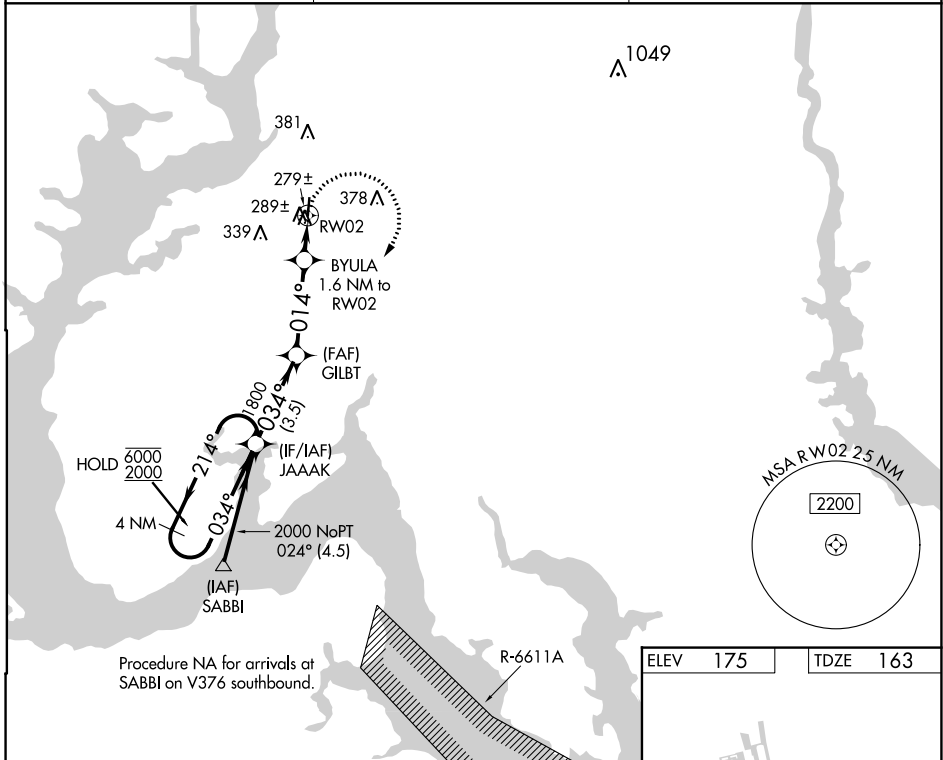 1049
381
279±
289±
378
339
RW02
BYULA
1.6 NM to
RW02
014°
(FAF)
GILBT
1800
034°
(3.5)
(IF/IAF)
JAAAK
HOLD 6000
2000
214°
034°
4 NM
2000 NoPT
024° (4.5)
(IAF)
SABBI
MSA RW02 25 NM
2200
Procedure NA for arrivals at
SABBI on V376 southbound.
R-6611A
ELEV 175
TDZE 163